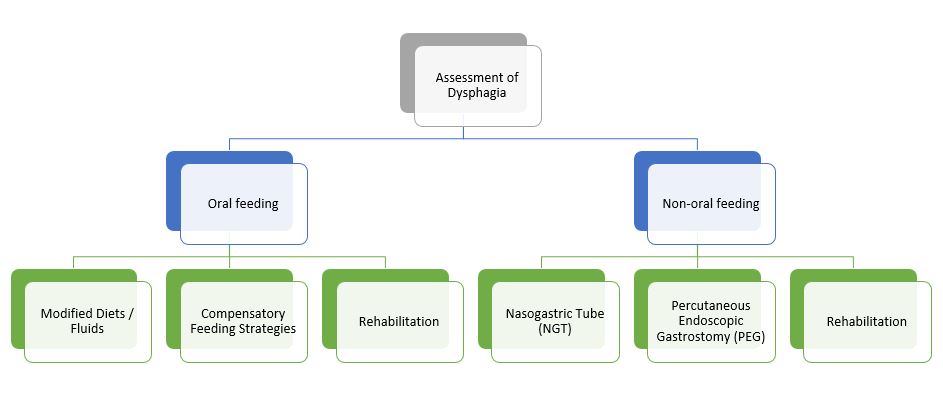 Assessment of
Dysphagia
Oral feeding
Non-oral feeding
Modified Diets /
Fluids
Compensatory
Feeding Strategies
Rehabilitation
Nasogastric Tube
(NGT)
Percutaneous
Endoscopic
Gastrostomy (PEG)
Rehabilitation